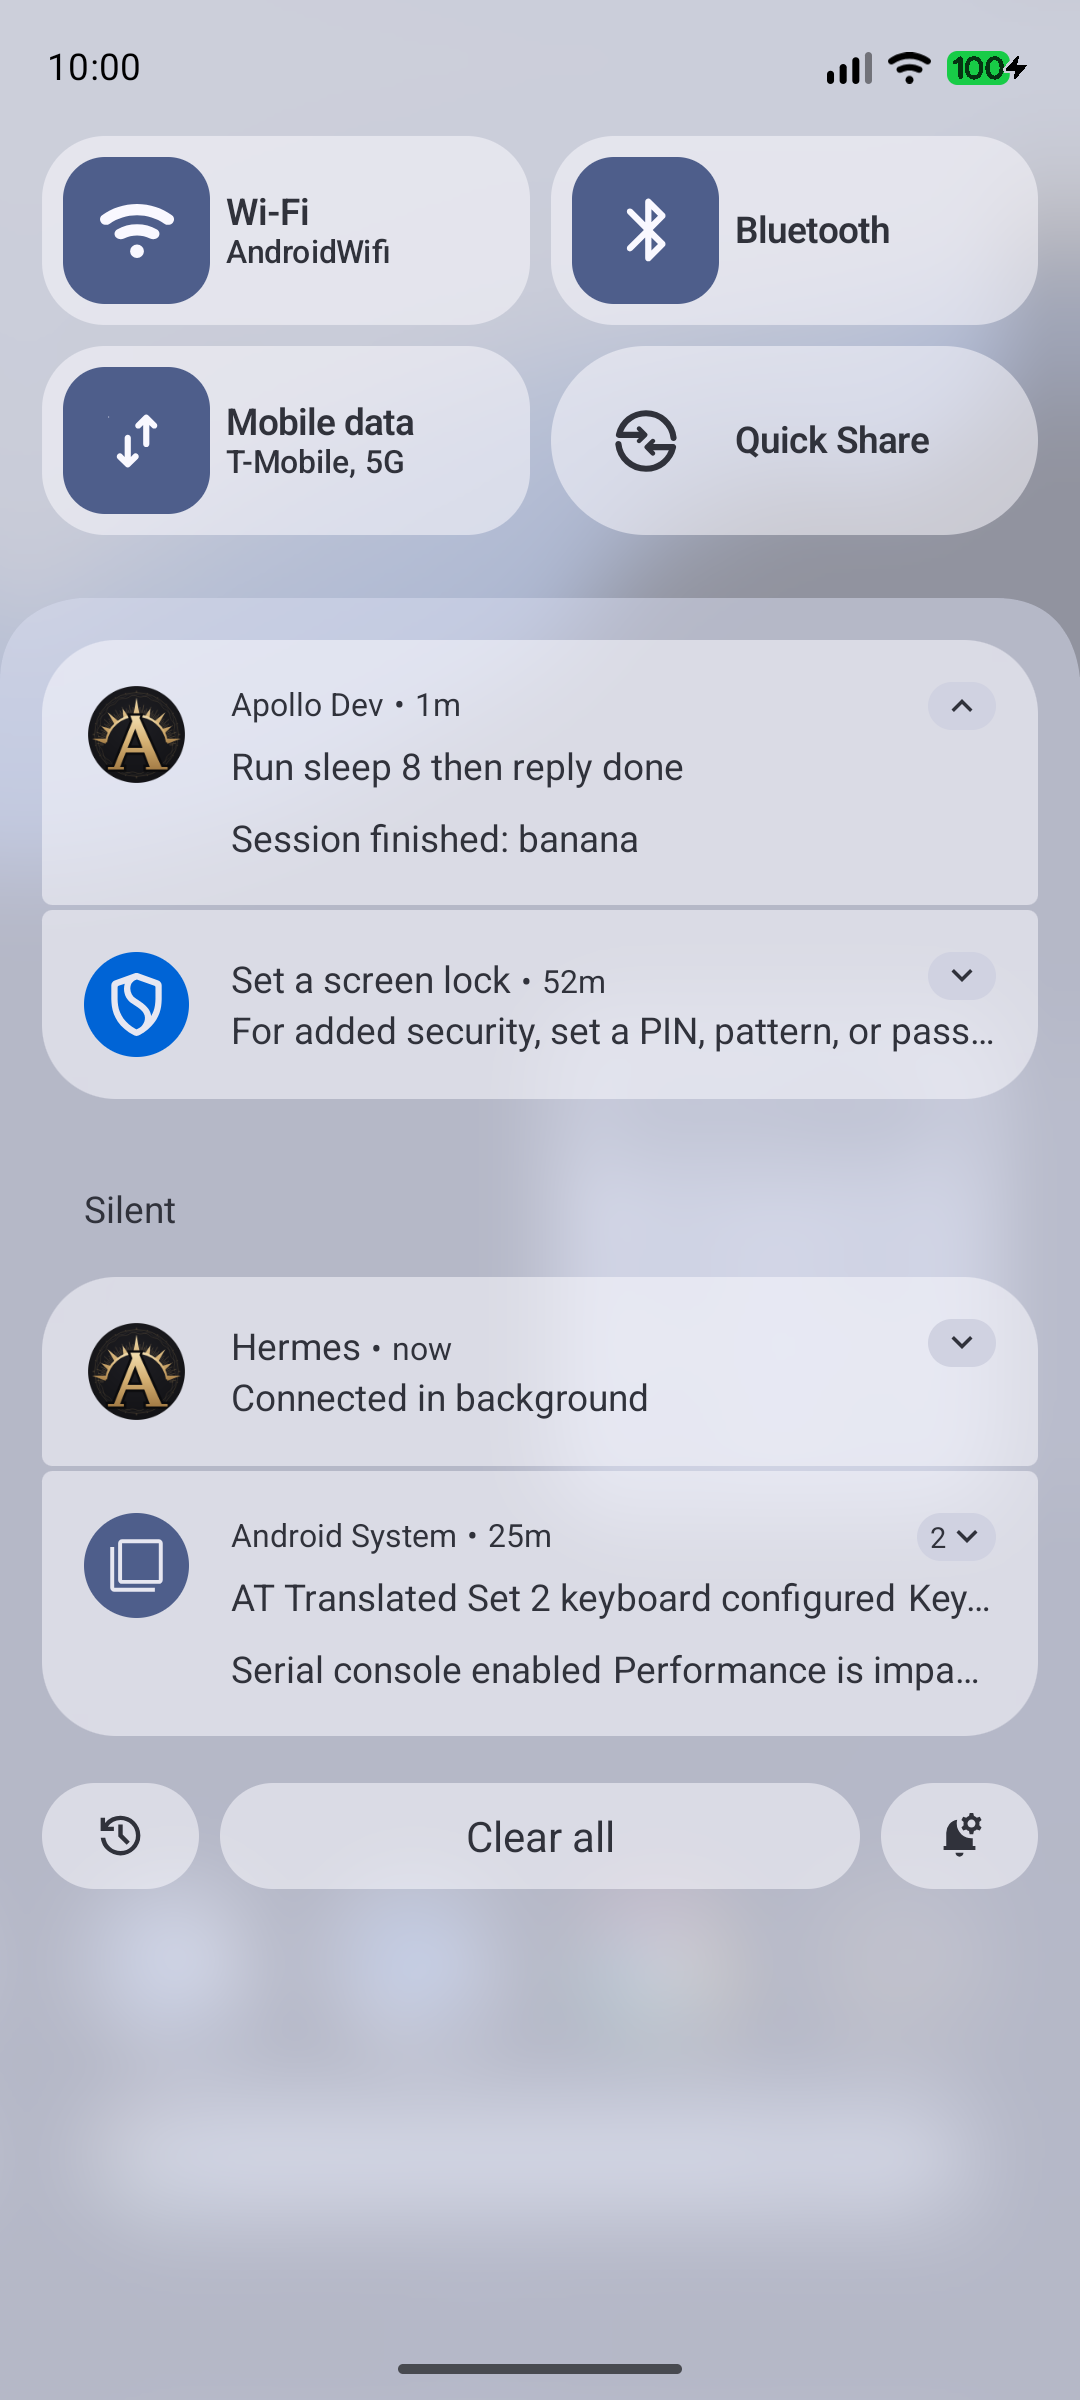 10:00
100
Wi-Fi
AndroidWifi
Bluetooth
Mobile data
T-Mobile, 5G
Quick Share
Apollo Dev • 1m
Run sleep 8 then reply done
Session finished: banana
Set a screen lock • 52m
For added security, set a PIN, pattern, or pass…
Silent
Hermes • now
Connected in background
Android System • 25m
2
AT Translated Set 2 keyboard configured Key…
Serial console enabled Performance is impa…
Clear all